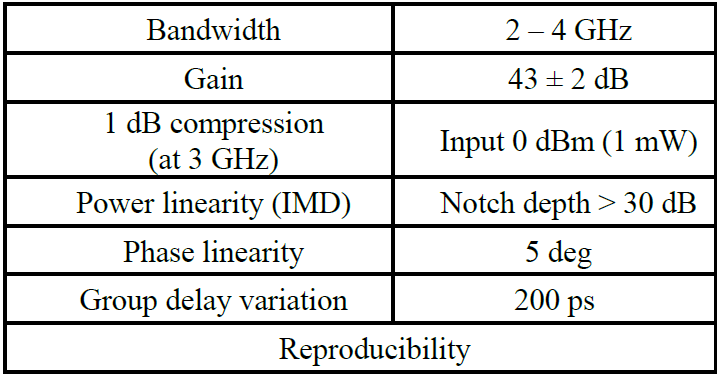 Bandwidth 2 – 4 GHz
Gain 43 ± 2 dB
1 dB compression
(at 3 GHz) Input 0 dBm (1 mW)
Power linearity (IMD) Notch depth > 30 dB
Phase linearity 5 deg
Group delay variation 200 ps
Reproducibility